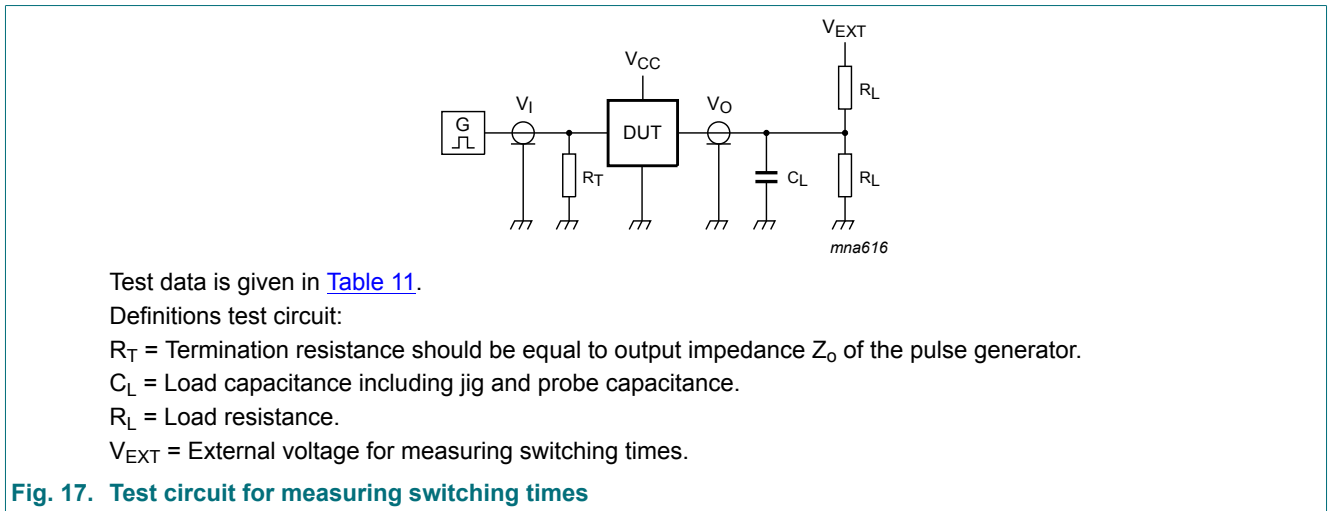 VEXT
VCC
RL
VI
VO
G
DUT
RT
CL
RL
mna616
Test data is given in Table 11.
Definitions test circuit:
RT = Termination resistance should be equal to output impedance Zo of the pulse generator.
CL = Load capacitance including jig and probe capacitance.
RL = Load resistance.
VEXT = External voltage for measuring switching times.
Fig. 17. Test circuit for measuring switching times